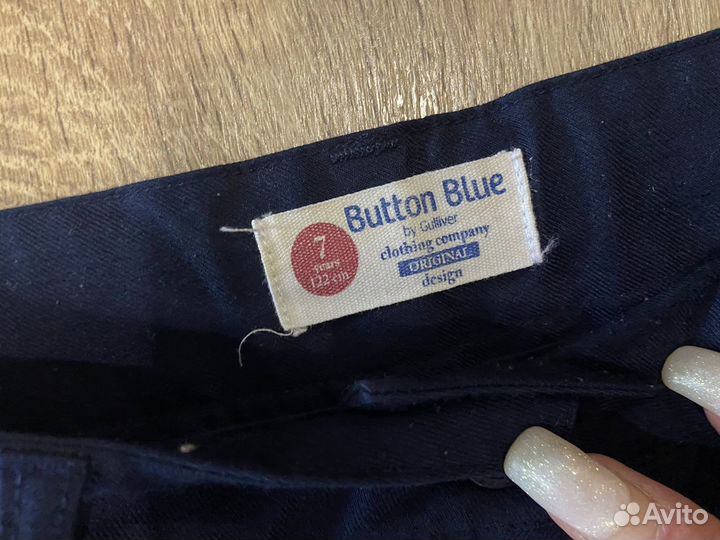 Button Blue
by Gulliver
clothing company
ORIGINAL
design
7
years
122 cm
Avito